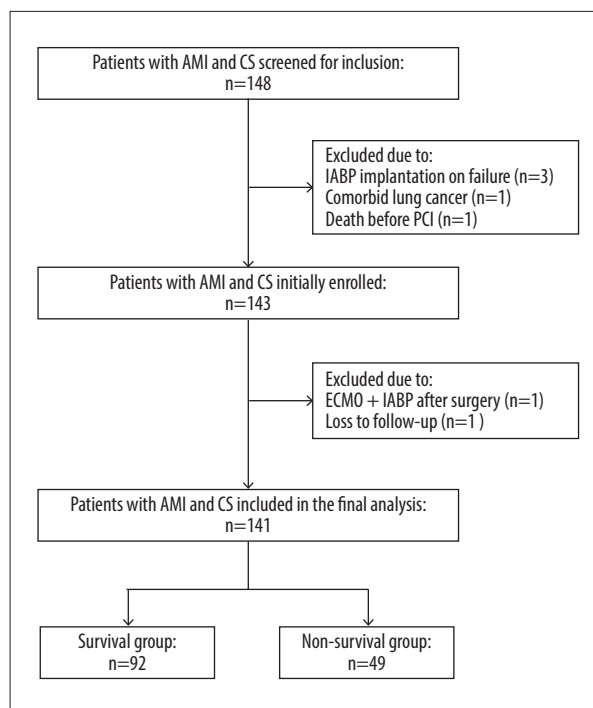 Patients with AMI and CS screened for inclusion:
n=148
Excluded due to:
IABP implantation on failure (n=3)
Comorbid lung cancer (n=1)
Death before PCI (n=1)
Patients with AMI and CS initially enrolled:
n=143
Excluded due to:
ECMO + IABP after surgery (n=1)
Loss to follow-up (n=1 )
Patients with AMI and CS included in the final analysis:
n=141
Survival group:
n=92
Non-survival group:
n=49